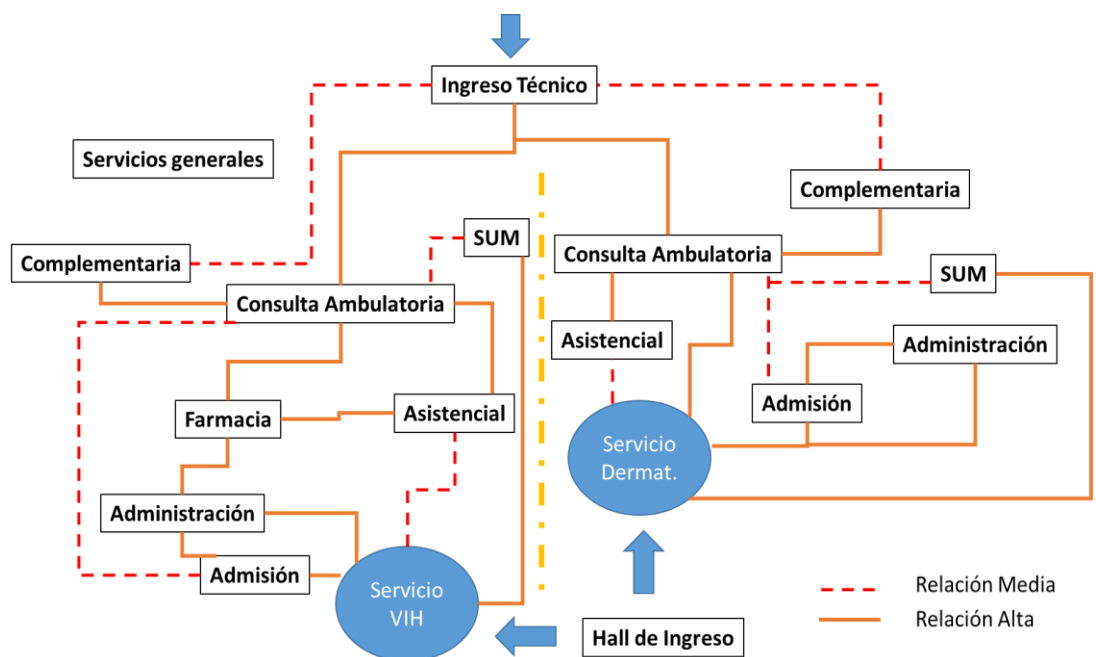 Ingreso Técnico
Servicios generales
Complementaria
SUM
Consulta Ambulatoria
Complementaria
SUM
Consulta Ambulatoria
Asistencial
Administración
Farmacia
Asistencial
Admisión
Servicio
Dermat.
Administración
Admisión
Servicio
VIH
Hall de Ingreso
Relación Media
Relación Alta